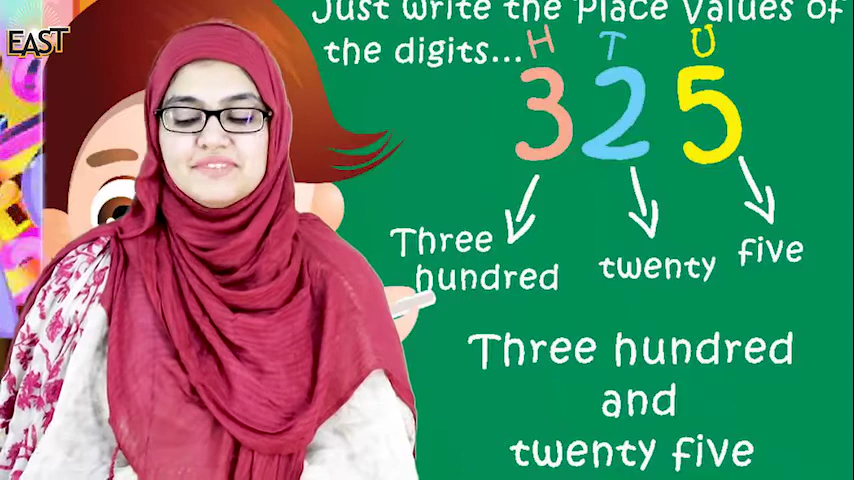 EAST
Just write the Place Values of
the digits...
H T U
3 2 5
Three
hundred
twenty
five
Three hundred
and
twenty five